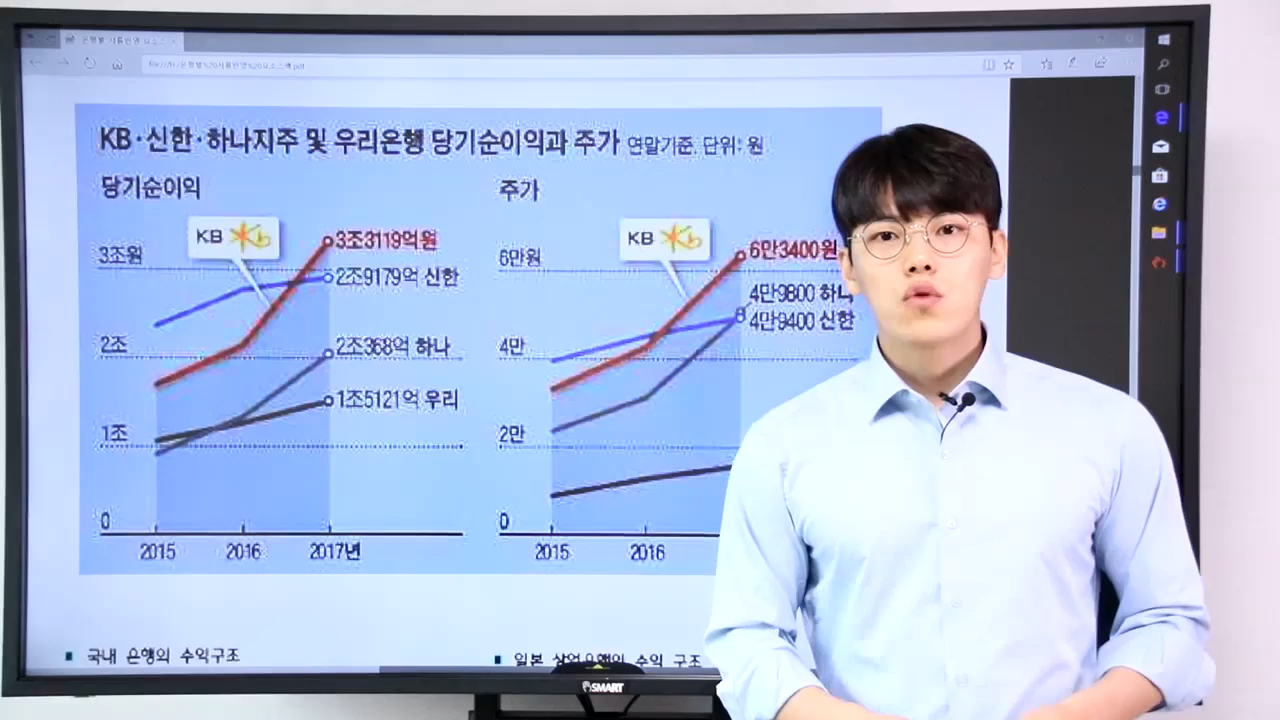 KB·신한·하나지주 및 우리은행 당기순이익과 주가 연말기준, 단위: 원
당기순이익
KB
3조3119억원
3조원
2조9179억 신한
2조
2조368억 하나
1조5121억 우리
1조
0
2015 2016 2017년
주가
KB
6만3400원
6만원
4만9800 하나
4만9400 신한
4만
2만
0
2015 2016
■ 국내 은행의 수익구조
■ 일본 상업은행의 수익 구조
SMART